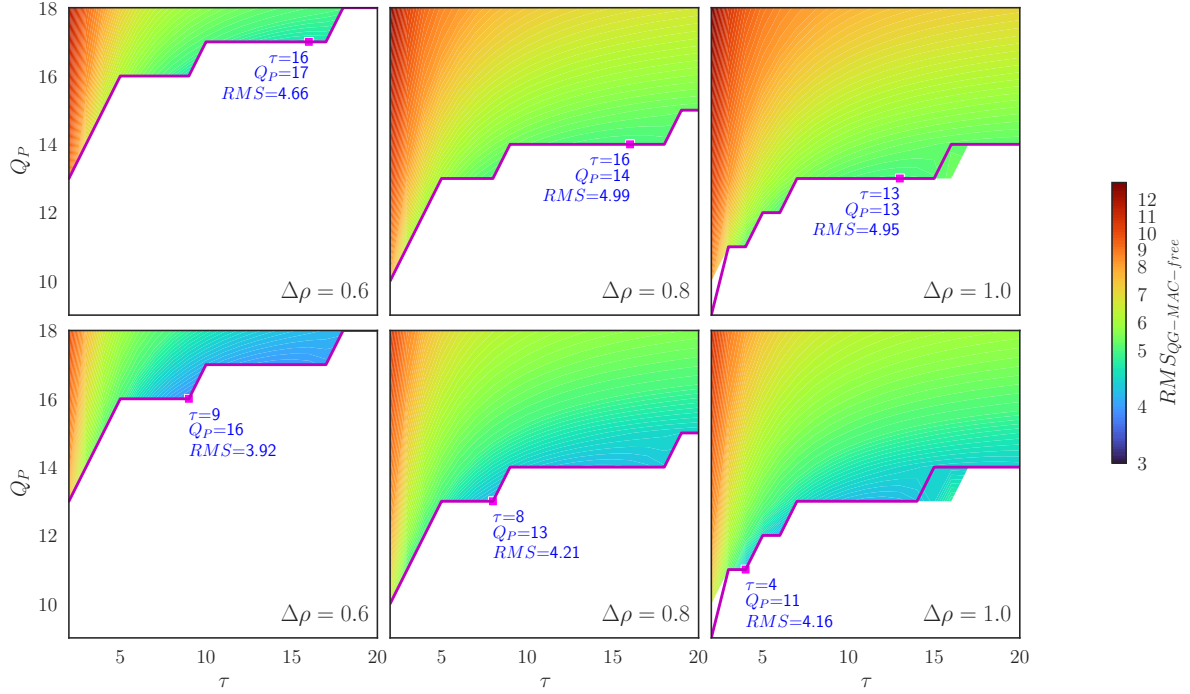 18
16
14
12
10
Q_P
τ=16
Q_P=17
RMS=4.66
Δρ = 0.6
τ=16
Q_P=14
RMS=4.99
Δρ = 0.8
τ=13
Q_P=13
RMS=4.95
Δρ = 1.0
18
16
14
12
10
Q_P
τ=9
Q_P=16
RMS=3.92
Δρ = 0.6
τ=8
Q_P=13
RMS=4.21
Δρ = 0.8
τ=4
Q_P=11
RMS=4.16
Δρ = 1.0
5 10 15 20
τ
5 10 15 20
τ
5 10 15 20
τ
12
11
10
9
8
7
6
5
4
3
RMS_{QG-MAC-free}